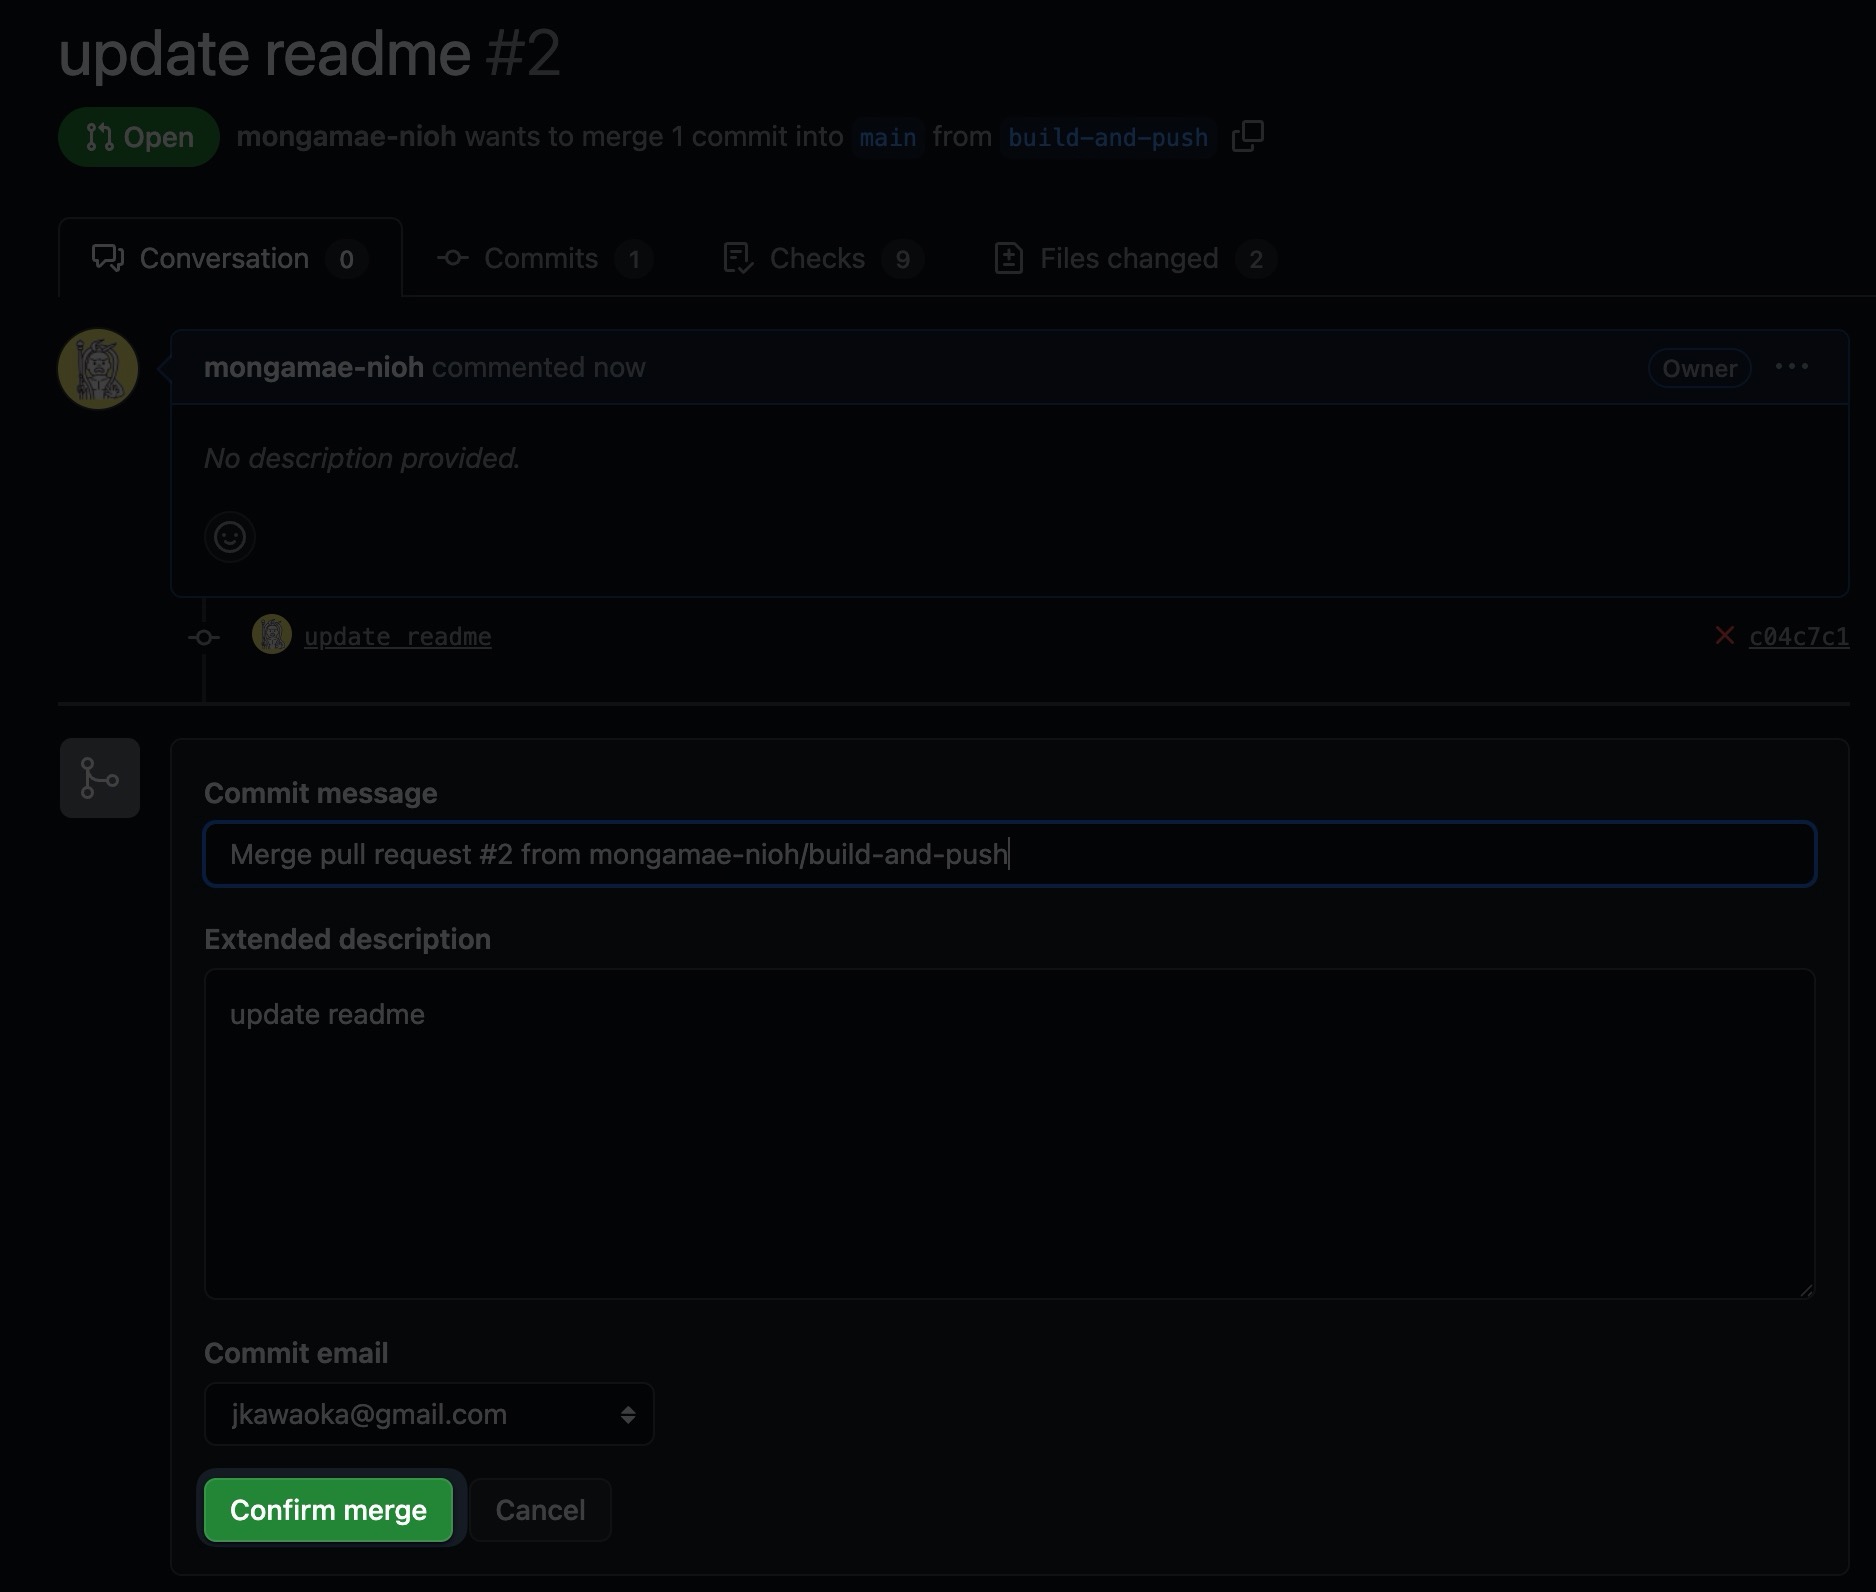 update readme #2
Open mongamae-nioh wants to merge 1 commit into main from build-and-push
Conversation 0 Commits 1 Checks 9 Files changed 2
mongamae-nioh commented now Owner
No description provided.
update readme c04c7c1
Commit message
Merge pull request #2 from mongamae-nioh/build-and-push
Extended description
update readme
Commit email
jkawaoka@gmail.com
Confirm merge Cancel